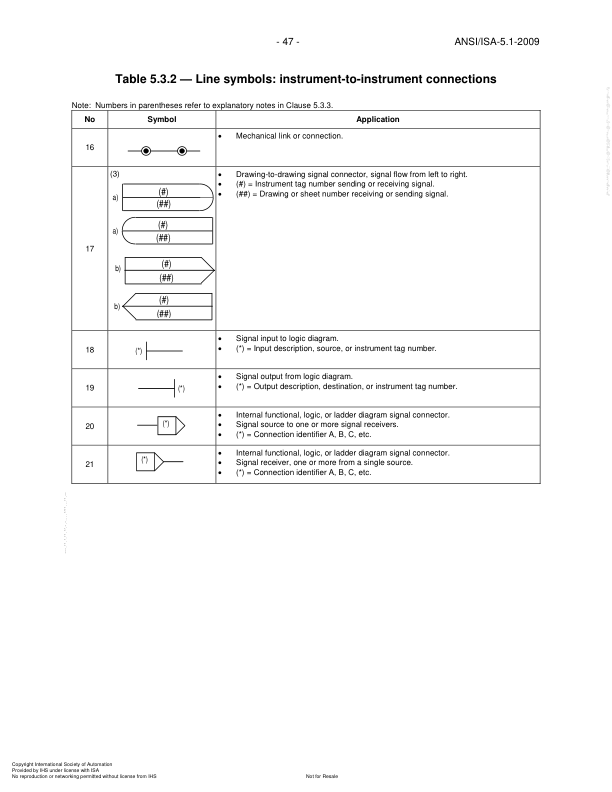 - 47 -
ANSI/ISA-5.1-2009
Table 5.3.2 — Line symbols: instrument-to-instrument connections
Note: Numbers in parentheses refer to explanatory notes in Clause 5.3.3.
No Symbol Application
16
• Mechanical link or connection.
17
(3)
a) (#)
(##)
a) (#)
(##)
b) (#)
(##)
b) (#)
(##)
• Drawing-to-drawing signal connector, signal flow from left to right.
• (#) = Instrument tag number sending or receiving signal.
• (##) = Drawing or sheet number receiving or sending signal.
18
(*)
• Signal input to logic diagram.
• (*) = Input description, source, or instrument tag number.
19
(*)
• Signal output from logic diagram.
• (*) = Output description, destination, or instrument tag number.
20
(*)
• Internal functional, logic, or ladder diagram signal connector.
• Signal source to one or more signal receivers.
• (*) = Connection identifier A, B, C, etc.
21
(*)
• Internal functional, logic, or ladder diagram signal connector.
• Signal receiver, one or more from a single source.
• (*) = Connection identifier A, B, C, etc.
Copyright International Society of Automation
Provided by IHS under license with ISA
No reproduction or networking permitted without license from IHS
Not for Resale